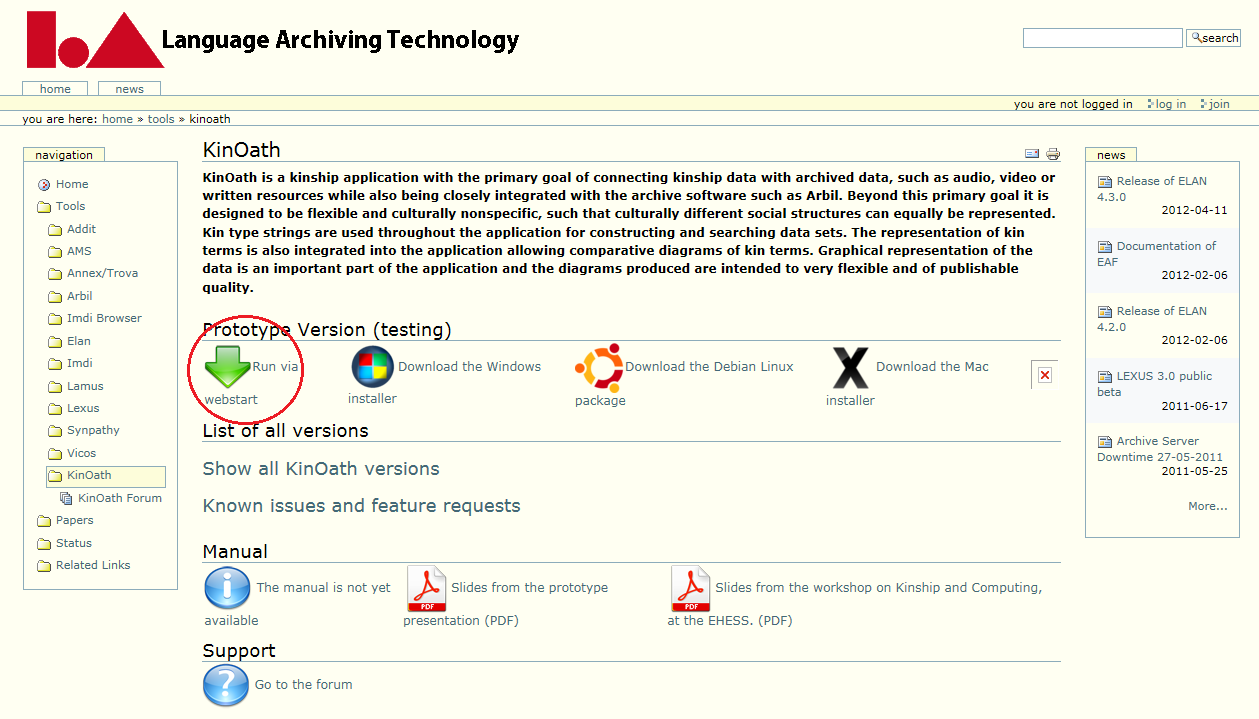 Language Archiving Technology
search
home
news
you are not logged in
log in
join
you are here: home » tools » kinoath
navigation
Home
Tools
Addit
AMS
Annex/Trova
Arbil
Imdi Browser
Elan
Imdi
Lamus
Lexus
Synpathy
Vicos
KinOath
KinOath Forum
Papers
Status
Related Links
KinOath
KinOath is a kinship application with the primary goal of connecting kinship data with archived data, such as audio, video or
written resources while also being closely integrated with the archive software such as Arbil. Beyond this primary goal it is
designed to be flexible and culturally nonspecific, such that culturally different social structures can equally be represented.
Kin type strings are used throughout the application for constructing and searching data sets. The representation of kin
terms is also integrated into the application allowing comparative diagrams of kin terms. Graphical representation of the
data is an important part of the application and the diagrams produced are intended to very flexible and of publishable
quality.
Prototype Version (testing)
Run via
webstart
Download the Windows
installer
Download the Debian Linux
package
Download the Mac
installer
List of all versions
Show all KinOath versions
Known issues and feature requests
Manual
The manual is not yet
available
PDF
Slides from the prototype
presentation (PDF)
PDF
Slides from the workshop on Kinship and Computing,
at the EHESS. (PDF)
Support
Go to the forum
news
Release of ELAN
4.3.0
2012-04-11
Documentation of
EAF
2012-02-06
Release of ELAN
4.2.0
2012-02-06
LEXUS 3.0 public
beta
2011-06-17
Archive Server
Downtime 27-05-2011
2011-05-25
More...